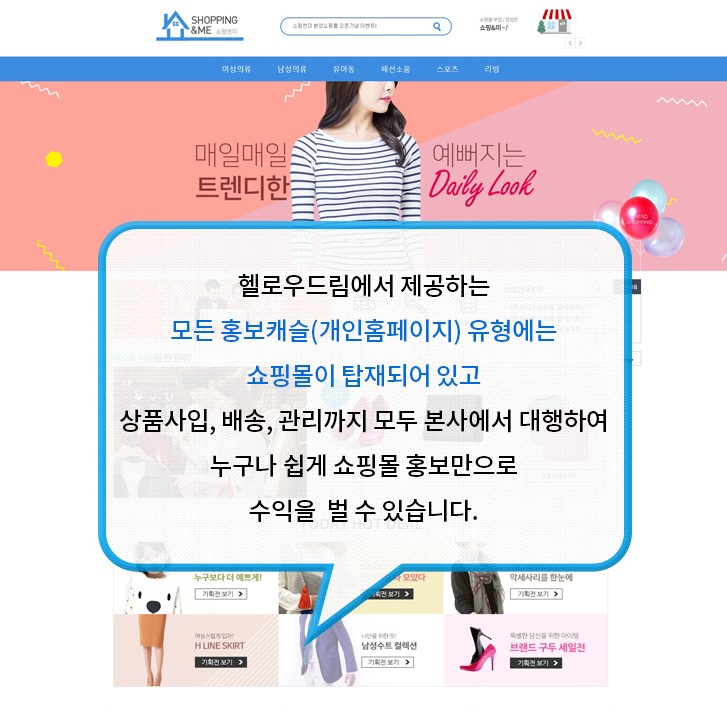 SHOPPING
&ME 쇼핑앤미
쇼핑앤미 분양쇼핑몰 오픈기념 이벤트!
쇼핑&미~!
여성의류 남성의류 유아동 패션소품 스포츠 리빙
매일매일 예뻐지는
트렌디한 Daily Look
헬로우드림에서 제공하는
모든 홍보캐슬(개인홈페이지) 유형에는
쇼핑몰이 탑재되어 있고
상품사입, 배송, 관리까지 모두 본사에서 대행하여
누구나 쉽게 쇼핑몰 홍보만으로
수익을 벌 수 있습니다.
TODAY HOT DEAL
누구보다 더 예쁘게! 모았다 악세사리를 한눈에
기획전 보기 기획전 보기 기획전 보기
여성스럽게 입자! 나만을 위한 핏! 특별한 당신을 위한 아이템
H LINE SKIRT 남성수트 컬렉션 브랜드 구두 세일전
기획전 보기 기획전 보기 기획전 보기